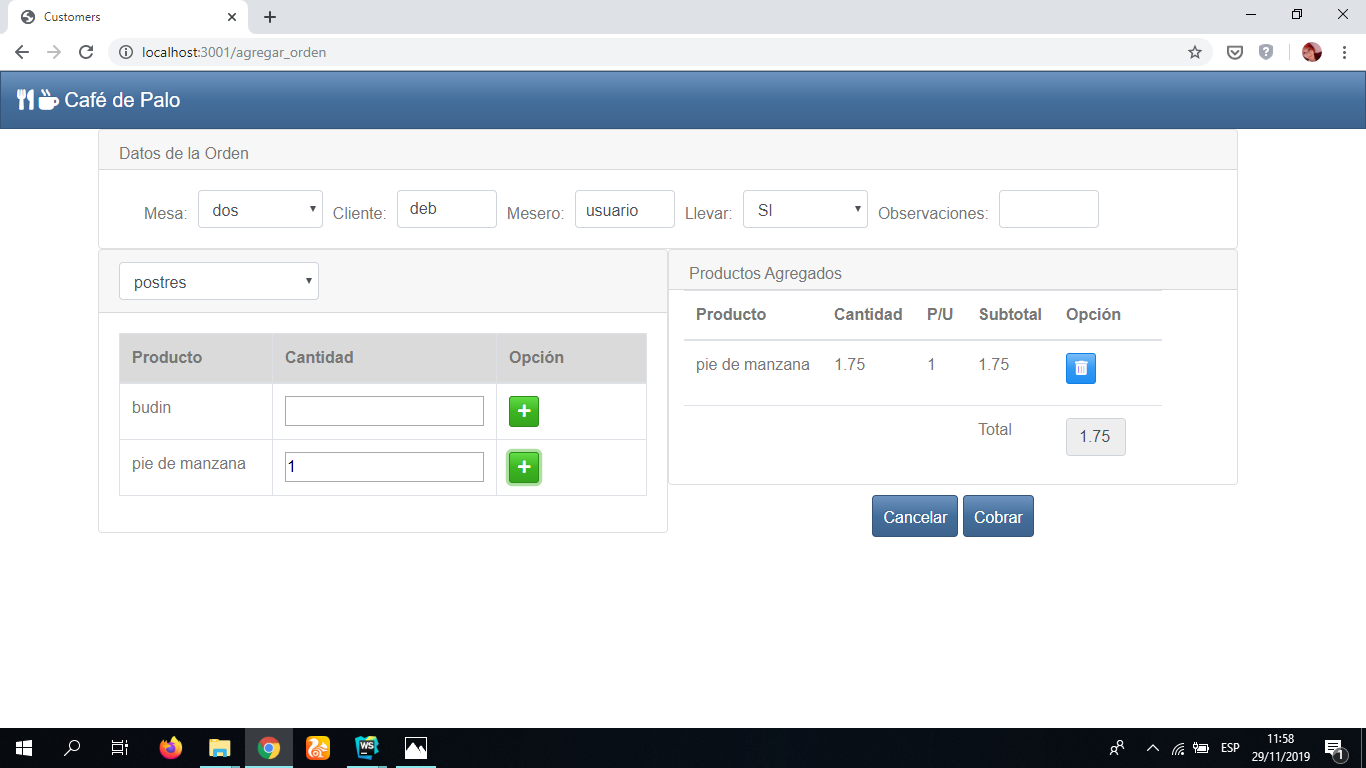 Customers
localhost:3001/agregar_orden
Café de Palo
Datos de la Orden
Mesa: dos Cliente: deb Mesero: usuario Llevar: SI Observaciones:
postres
Producto Cantidad Opción
budin
pie de manzana 1
Productos Agregados
Producto Cantidad P/U Subtotal Opción
pie de manzana 1.75 1 1.75
Total 1.75
Cancelar Cobrar
WS
ESP
11:58
29/11/2019
1